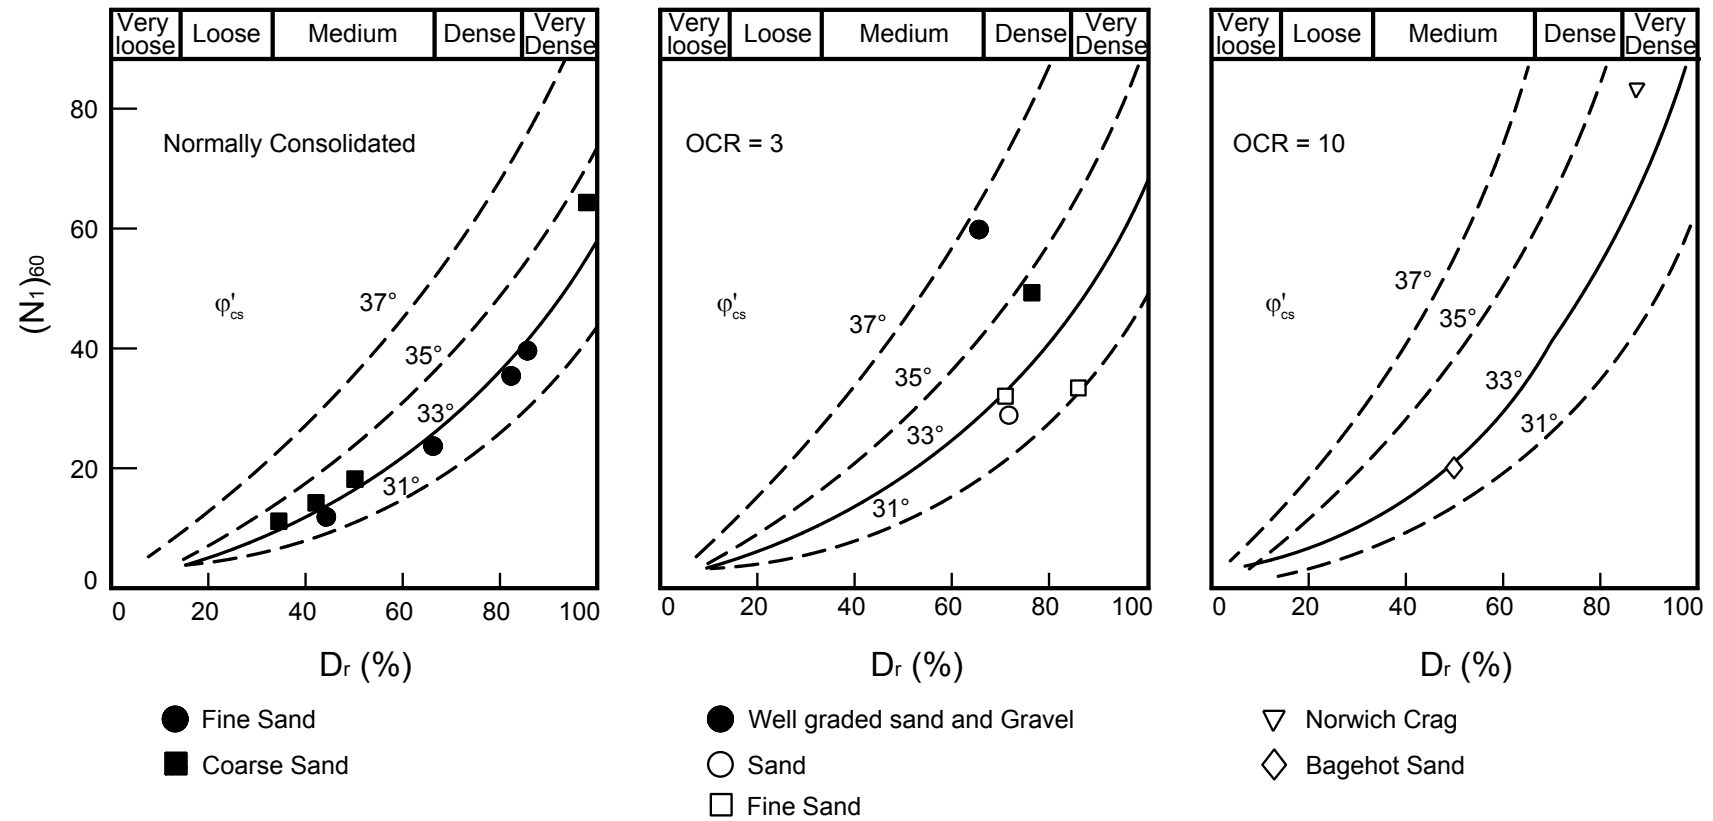 Very loose
Loose
Medium
Dense
Very Dense
Very loose
Loose
Medium
Dense
Very Dense
Very loose
Loose
Medium
Dense
Very Dense
Normally Consolidated
OCR = 3
OCR = 10
(N1)60
80
60
40
20
0
φ'cs
37°
35°
33°
31°
φ'cs
37°
35°
33°
31°
φ'cs
37°
35°
33°
31°
0 20 40 60 80 100
0 20 40 60 80 100
0 20 40 60 80 100
Dr (%)
Dr (%)
Dr (%)
Fine Sand
Coarse Sand
Well graded sand and Gravel
Sand
Fine Sand
Norwich Crag
Bagehot Sand